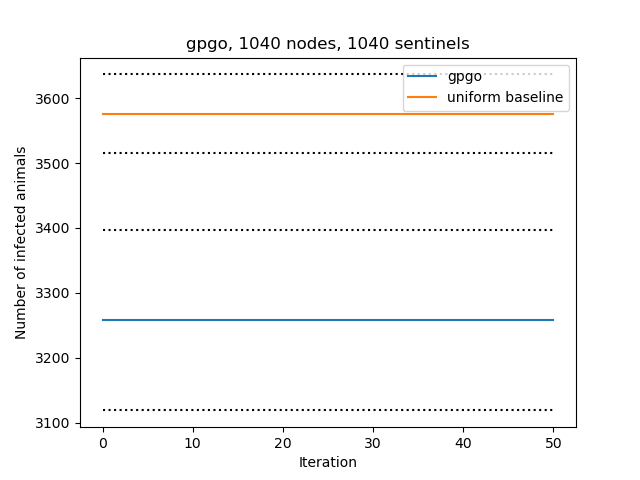 gpgo, 1040 nodes, 1040 sentinels
gpgo
uniform baseline
3600
3500
3400
3300
3200
3100
Number of infected animals
0 10 20 30 40 50
Iteration